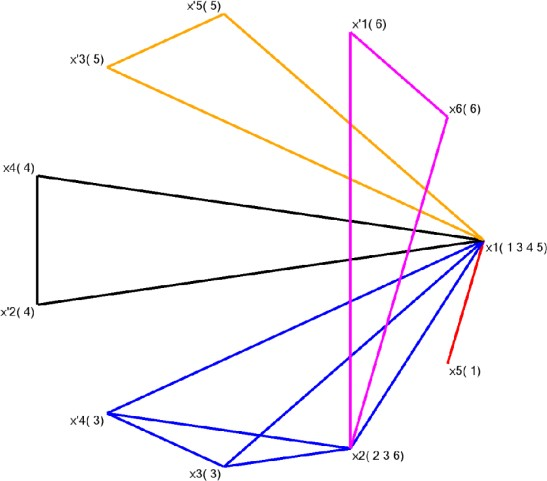 x'5( 5)
x'1( 6)
x'3( 5)
x6( 6)
x4( 4)
x1( 1 3 4 5)
x'2( 4)
x5( 1)
x'4( 3)
x2( 2 3 6)
x3( 3)